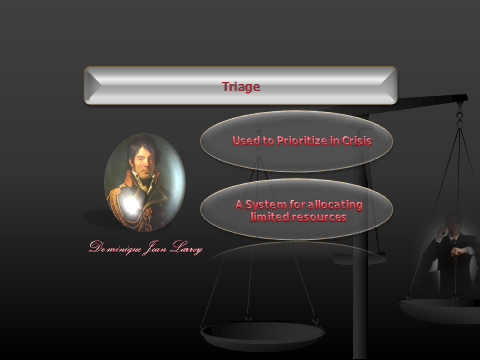 Triage
Used to Prioritize in Crisis
A System for allocating
limited resources
Dominique Jean Larrey